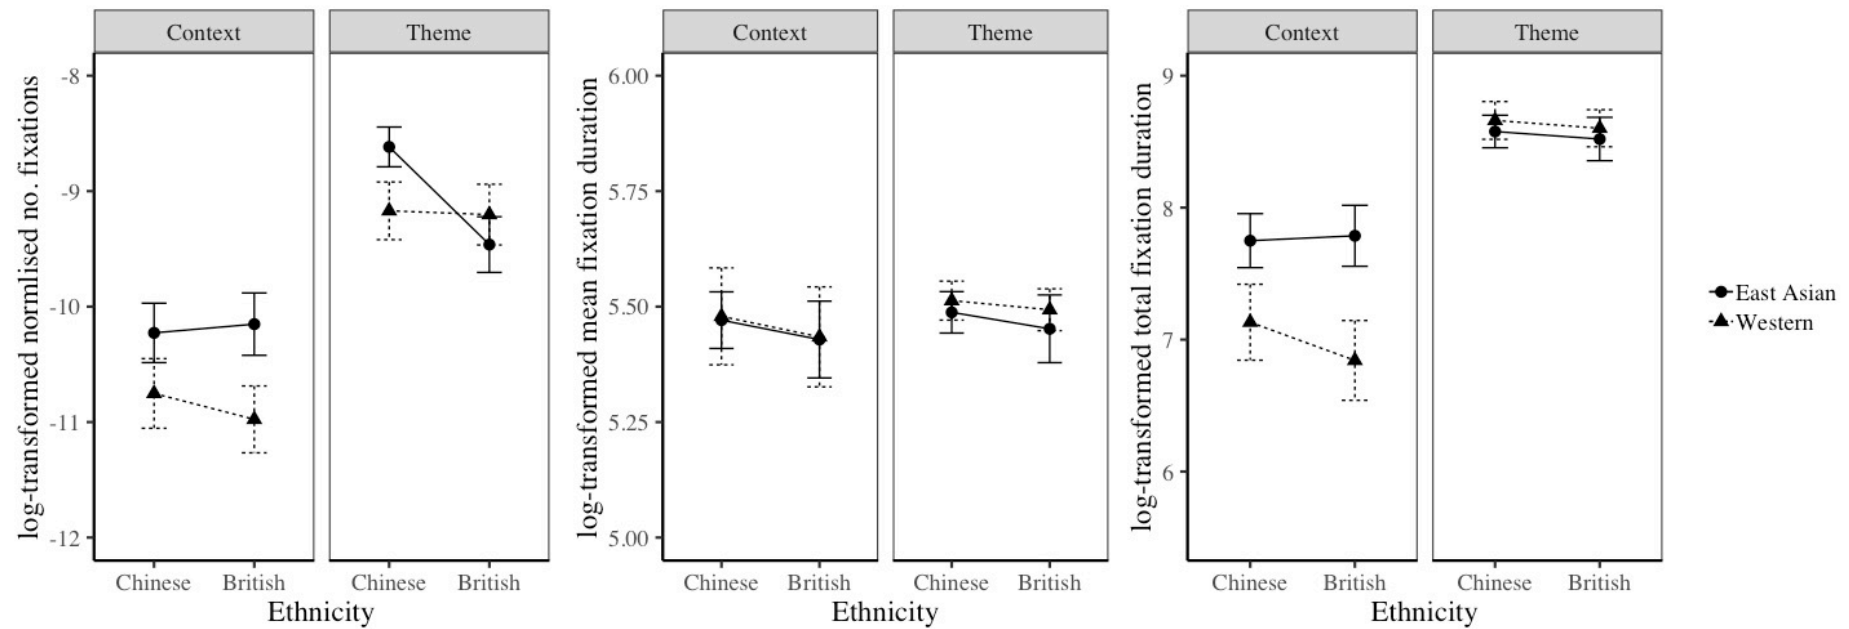 Context Theme
log-transformed normlised no. fixations
-8
-9
-10
-11
-12
Chinese British Chinese British
Ethnicity
Context Theme
log-transformed mean fixation duration
6.00
5.75
5.50
5.25
5.00
Chinese British Chinese British
Ethnicity
Context Theme
log-transformed total fixation duration
9
8
7
6
Chinese British Chinese British
Ethnicity
East Asian
Western